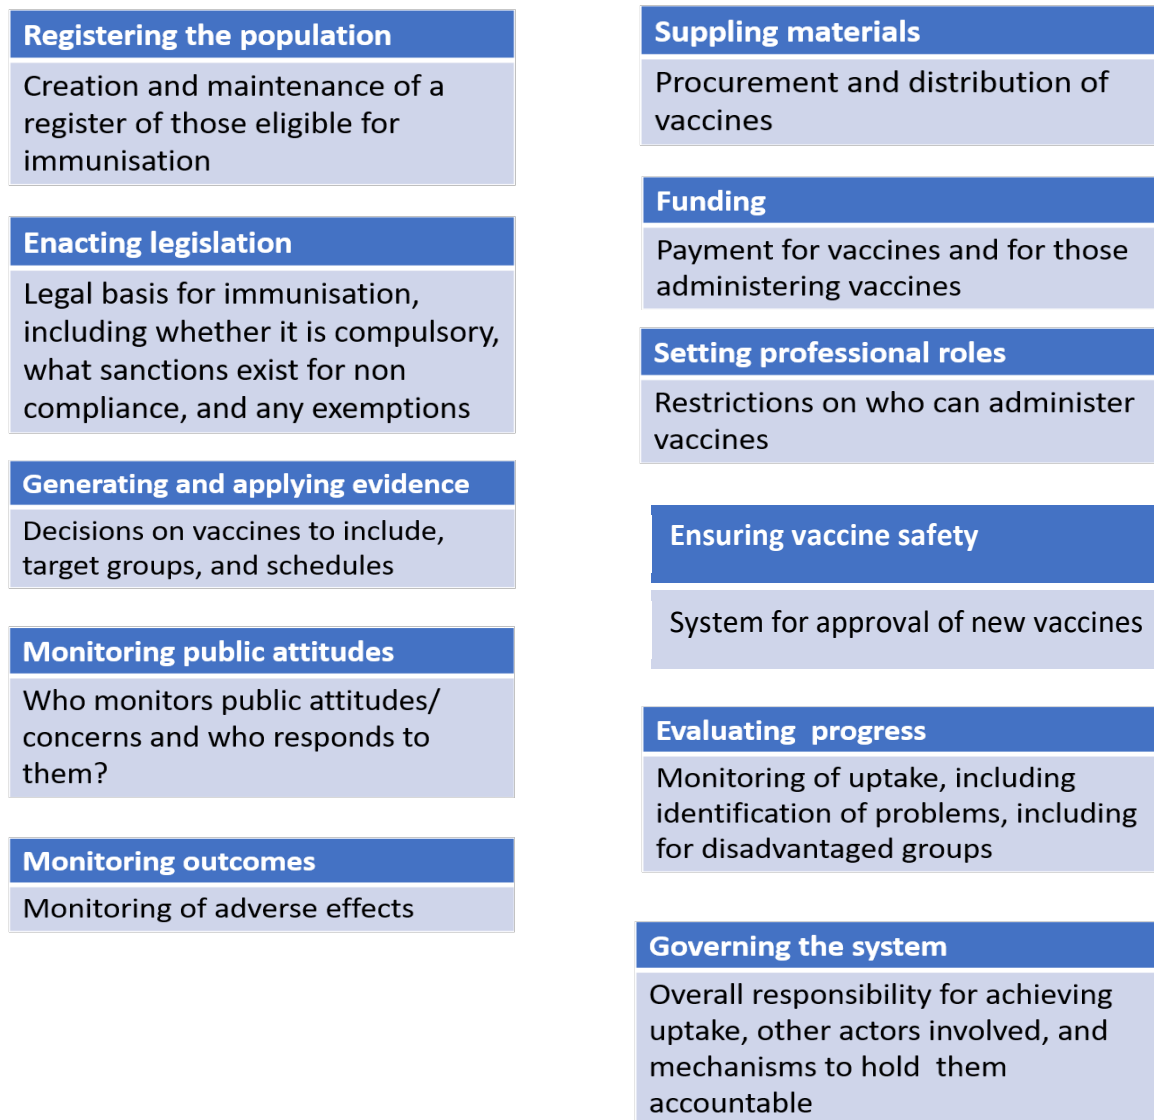 Registering the population
Creation and maintenance of a
register of those eligible for
immunisation
Enacting legislation
Legal basis for immunisation,
including whether it is compulsory,
what sanctions exist for non
compliance, and any exemptions
Generating and applying evidence
Decisions on vaccines to include,
target groups, and schedules
Monitoring public attitudes
Who monitors public attitudes/
concerns and who responds to
them?
Monitoring outcomes
Monitoring of adverse effects
Suppling materials
Procurement and distribution of
vaccines
Funding
Payment for vaccines and for those
administering vaccines
Setting professional roles
Restrictions on who can administer
vaccines
Ensuring vaccine safety
System for approval of new vaccines
Evaluating  progress
Monitoring of uptake, including
identification of problems, including
for disadvantaged groups
Governing the system
Overall responsibility for achieving
uptake, other actors involved, and
mechanisms to hold  them
accountable